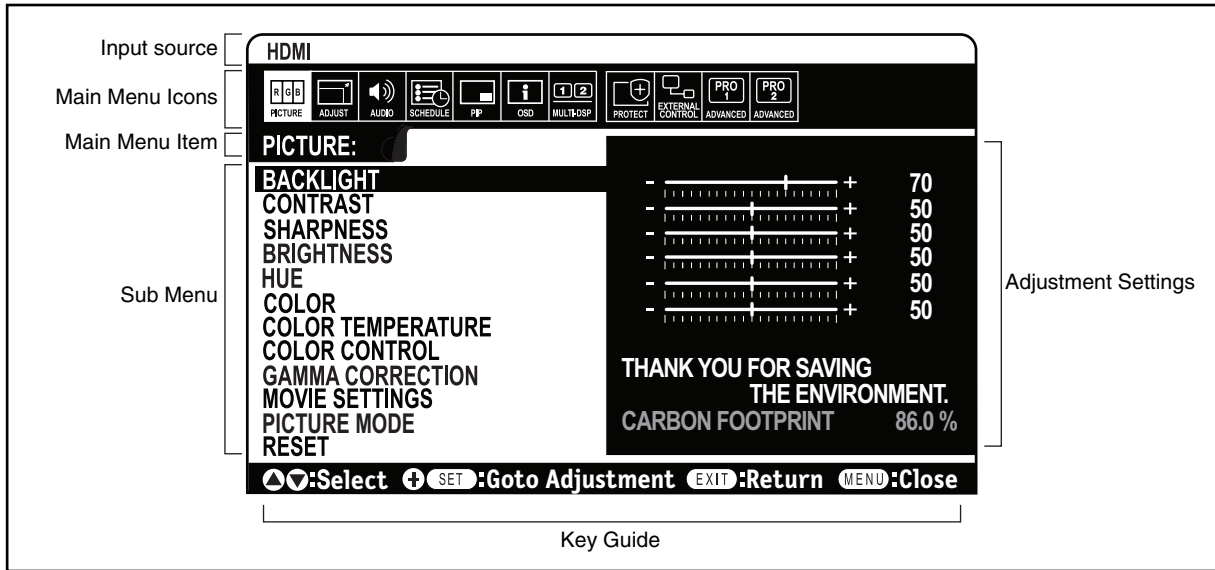 Input source
HDMI
Main Menu Icons
R G B
PICTURE
ADJUST
AUDIO
SCHEDULE
PIP
i
OSD
1 2
MULTI-DSP
PROTECT
EXTERNAL
CONTROL
PRO
1
ADVANCED
PRO
2
ADVANCED
Main Menu Item
PICTURE:
Sub Menu
BACKLIGHT - + 70
CONTRAST - + 50
SHARPNESS - + 50
BRIGHTNESS - + 50
HUE - + 50
COLOR - + 50
COLOR TEMPERATURE
COLOR CONTROL
GAMMA CORRECTION
MOVIE SETTINGS
PICTURE MODE
RESET
THANK YOU FOR SAVING
THE ENVIRONMENT.
CARBON FOOTPRINT 86.0 %
Adjustment Settings
:Select + SET :Goto Adjustment EXIT :Return MENU :Close
Key Guide